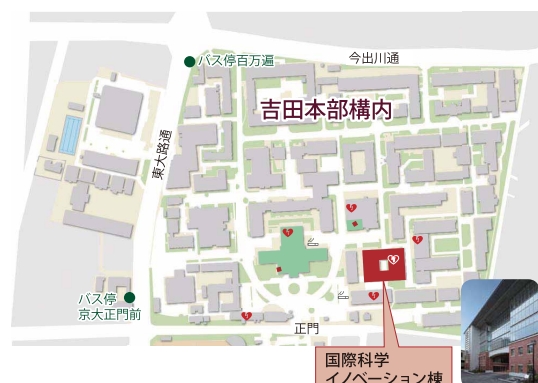 バス停百万遍
今出川通
吉田本部構内
東大路通
バス停
京大正門前
正門
国際科学
イノベーション棟